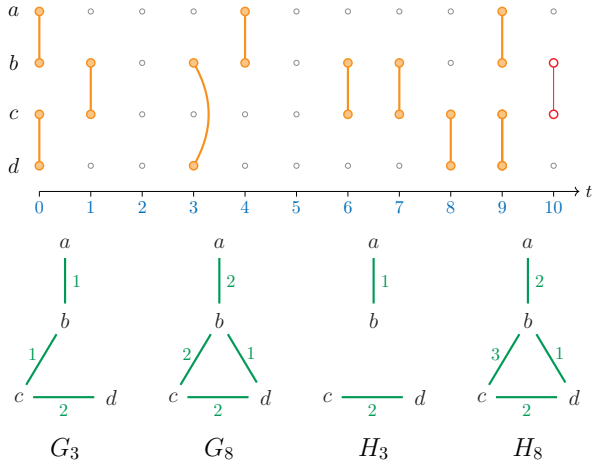 a
b
c
d
t
0 1 2 3 4 5 6 7 8 9 10
a a a a
1 2 1 2
b b b b
1 2 1 3 1
c 2 d c 2 d c 2 d c 2 d
G₃ G₈ H₃ H₈